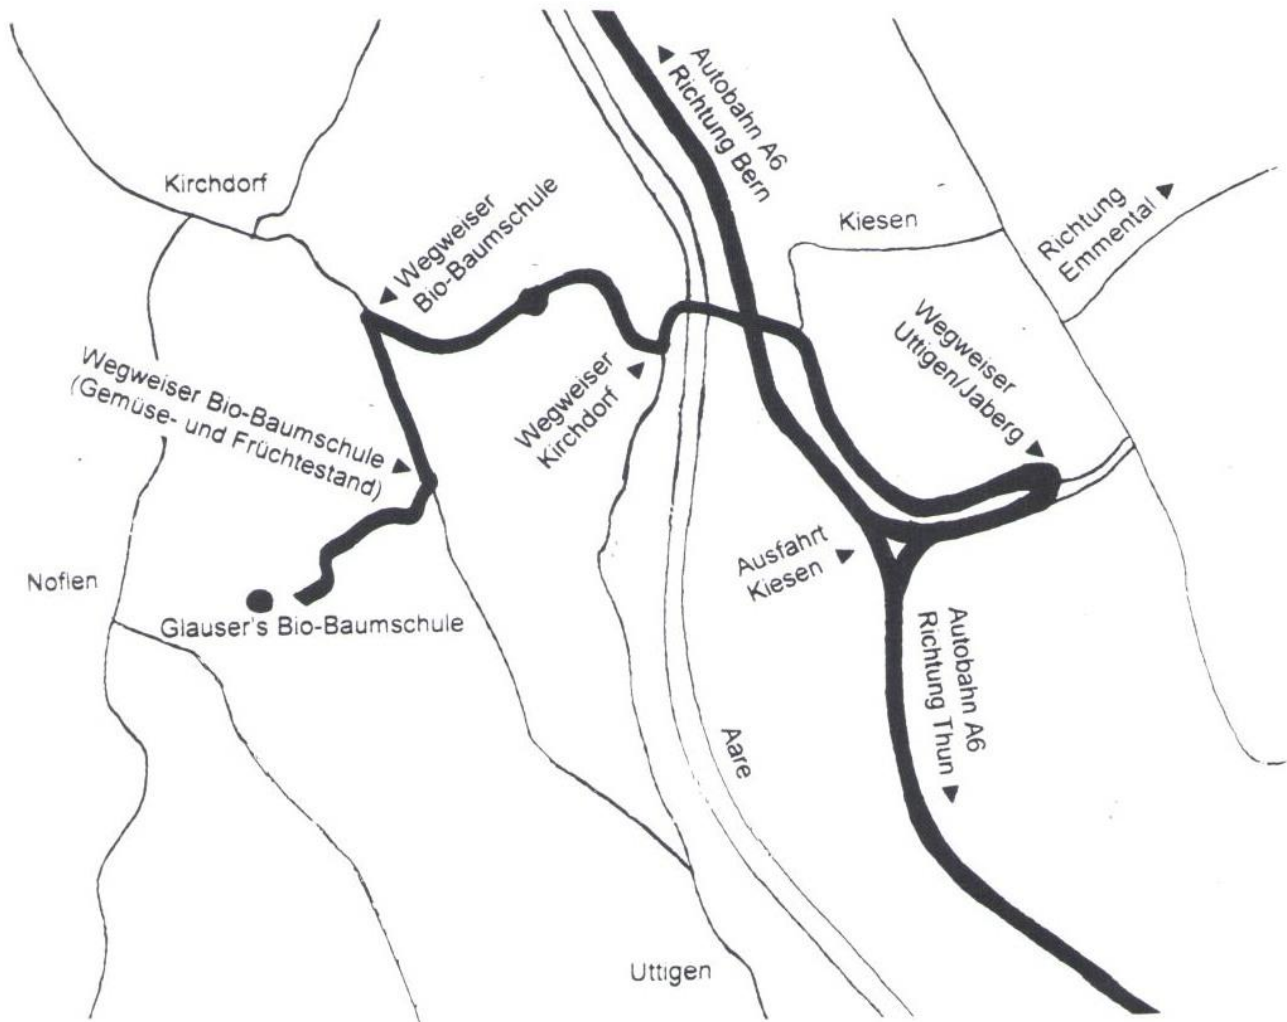 Autobahn A6
Richtung Bern
Kirchdorf
Wegweiser
Bio-Baumschule
Kiesen
Richtung
Emmental
Wegweiser
Uttigen/Jaberg
Wegweiser Bio-Baumschule
(Gemüse- und Früchtestand)
Wegweiser
Kirchdorf
Ausfahrt
Kiesen
Noflen
Glauser's Bio-Baumschule
Autobahn A6
Richtung Thun
Aare
Uttigen